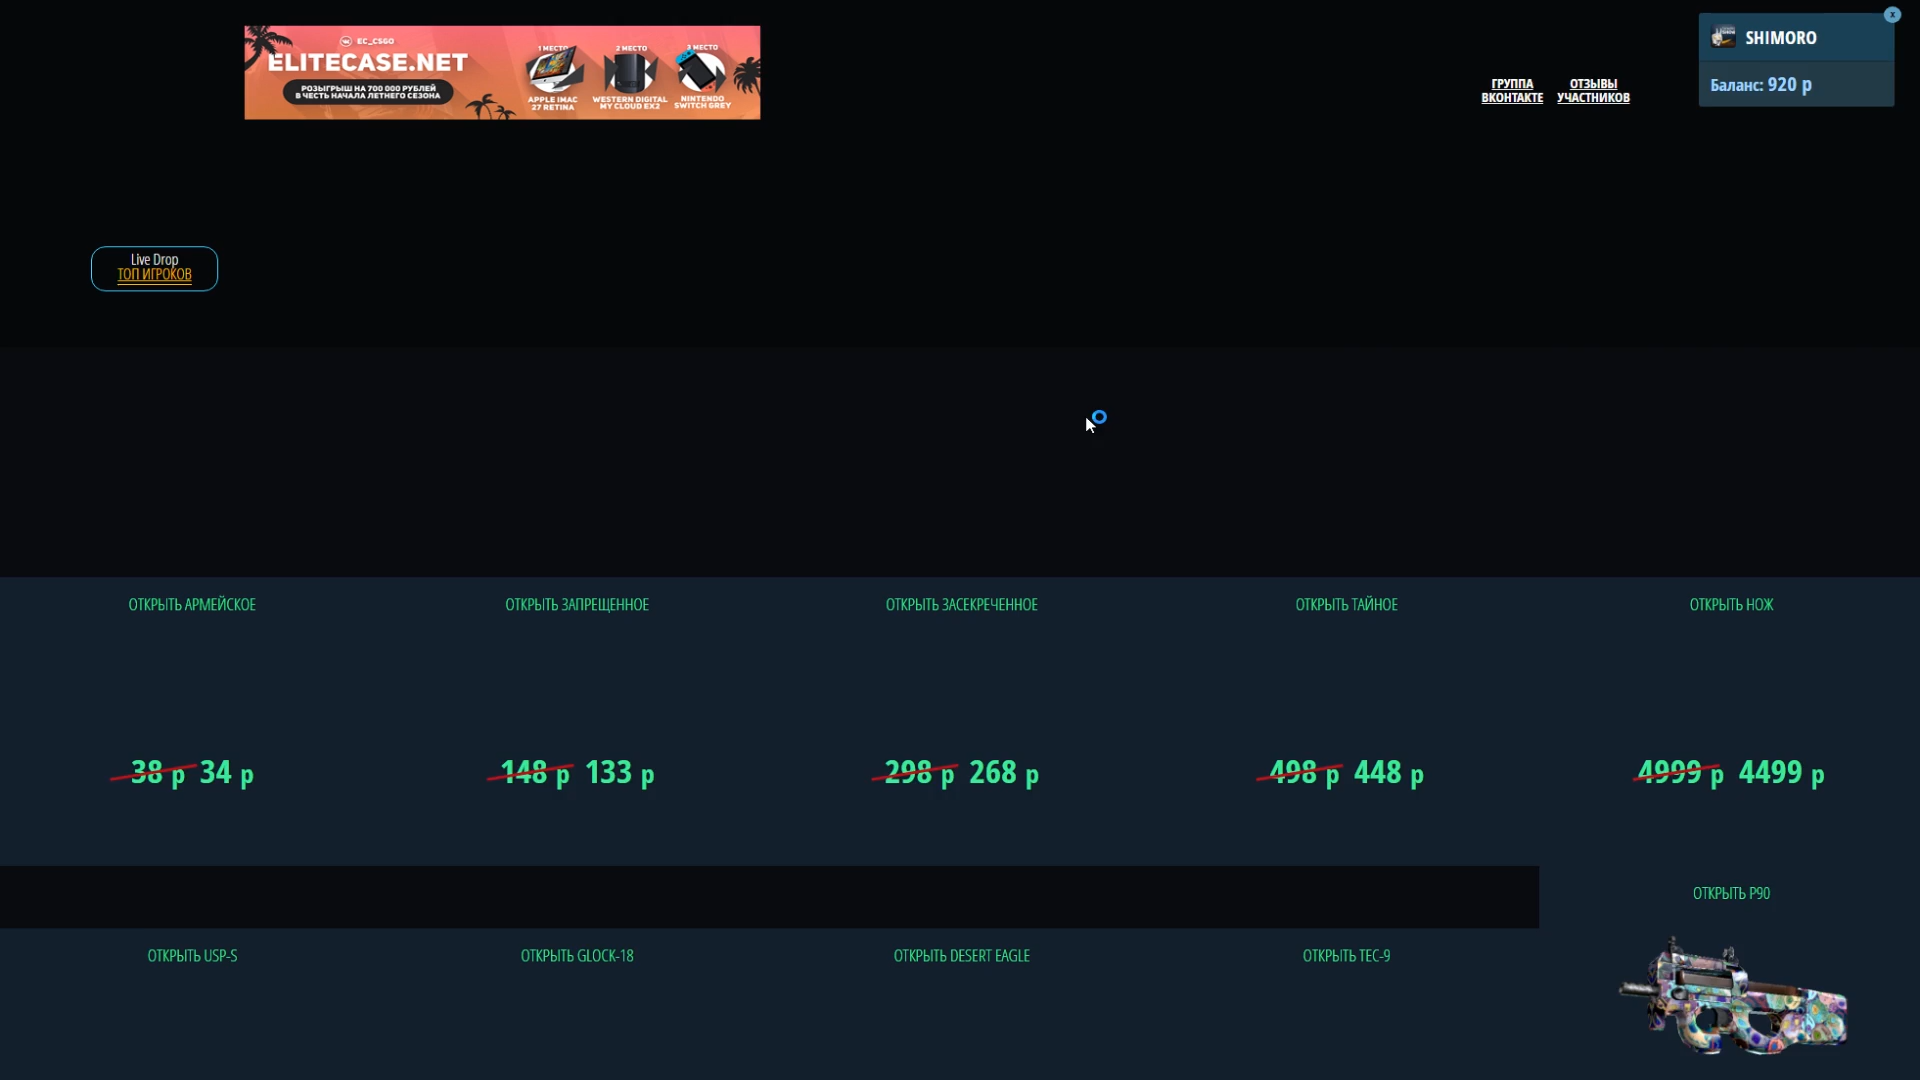 EC_CSGO
ELITECASE.NET
РОЗЫГРЫШ НА 700 000 РУБЛЕЙ
В ЧЕСТЬ НАЧАЛА ЛЕТНЕГО СЕЗОНА
1 МЕСТО
2 МЕСТО
3 МЕСТО
APPLE IMAC
27 RETINA
WESTERN DIGITAL
MY CLOUD EX2
NINTENDO
SWITCH GREY
ГРУППА
ВКОНТАКТЕ
ОТЗЫВЫ
УЧАСТНИКОВ
x
SHIMORO
Баланс: 920 р
Live Drop
ТОП ИГРОКОВ
ОТКРЫТЬ АРМЕЙСКОЕ
ОТКРЫТЬ ЗАПРЕЩЕННОЕ
ОТКРЫТЬ ЗАСЕКРЕЧЕННОЕ
ОТКРЫТЬ ТАЙНОЕ
ОТКРЫТЬ НОЖ
38 р 34 р
148 р 133 р
298 р 268 р
498 р 448 р
4999 р 4499 р
ОТКРЫТЬ P90
ОТКРЫТЬ USP-S
ОТКРЫТЬ GLOCK-18
ОТКРЫТЬ DESERT EAGLE
ОТКРЫТЬ TEC-9